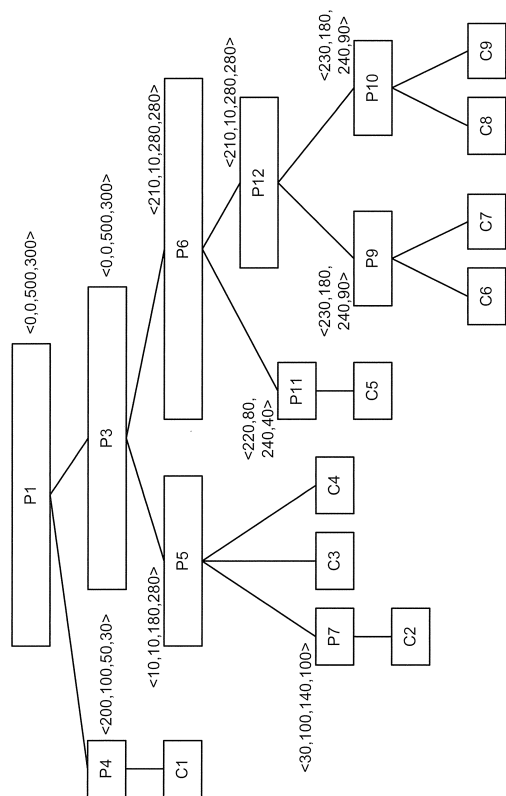 P1
<0,0,500,300>
P4
<200,100,50,30>
P3
<0,0,500,300>
C1
<10,10,180,280>
P5
P6
<210,10,280,280>
P12
<210,10,280,280>
<220,80,
240,40>
P11
<30,100,140,100>
P7
C3
C4
C5
<230,180,
240,90>
P9
P10
<230,180,
240,90>
C2
C6
C7
C8
C9